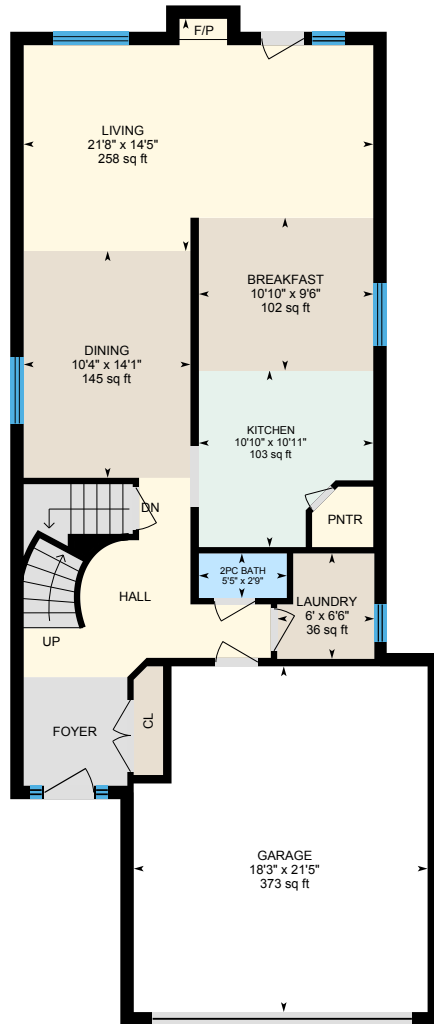 F/P
LIVING
21'8" x 14'5"
258 sq ft
BREAKFAST
10'10" x 9'6"
102 sq ft
DINING
10'4" x 14'1"
145 sq ft
KITCHEN
10'10" x 10'11"
103 sq ft
DN
PNTR
2PC BATH
5'5" x 2'9"
HALL
LAUNDRY
6' x 6'6"
36 sq ft
UP
FOYER
CL
GARAGE
18'3" x 21'5"
373 sq ft